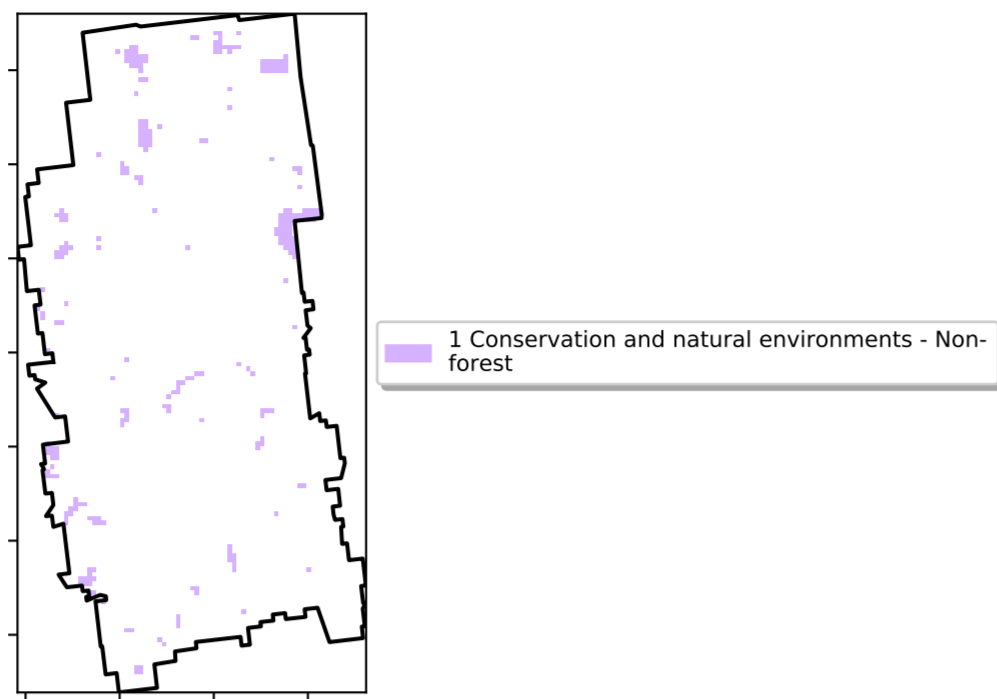 1 Conservation and natural environments - Non-
forest